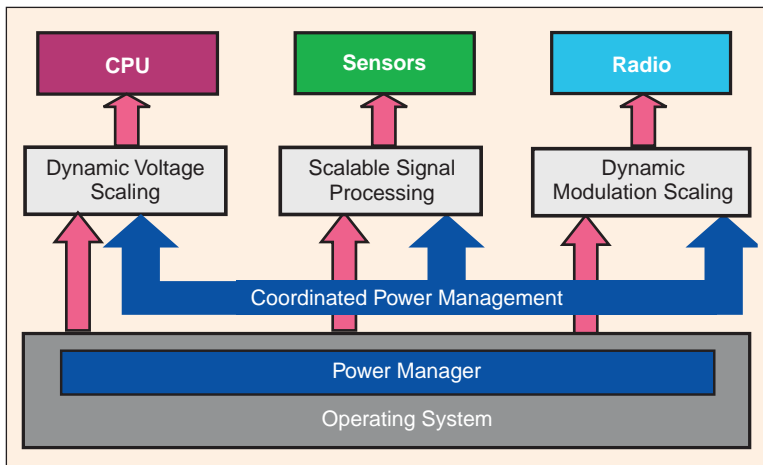 CPU
Sensors
Radio
Dynamic Voltage
Scaling
Scalable Signal
Processing
Dynamic
Modulation Scaling
Coordinated Power Management
Power Manager
Operating System